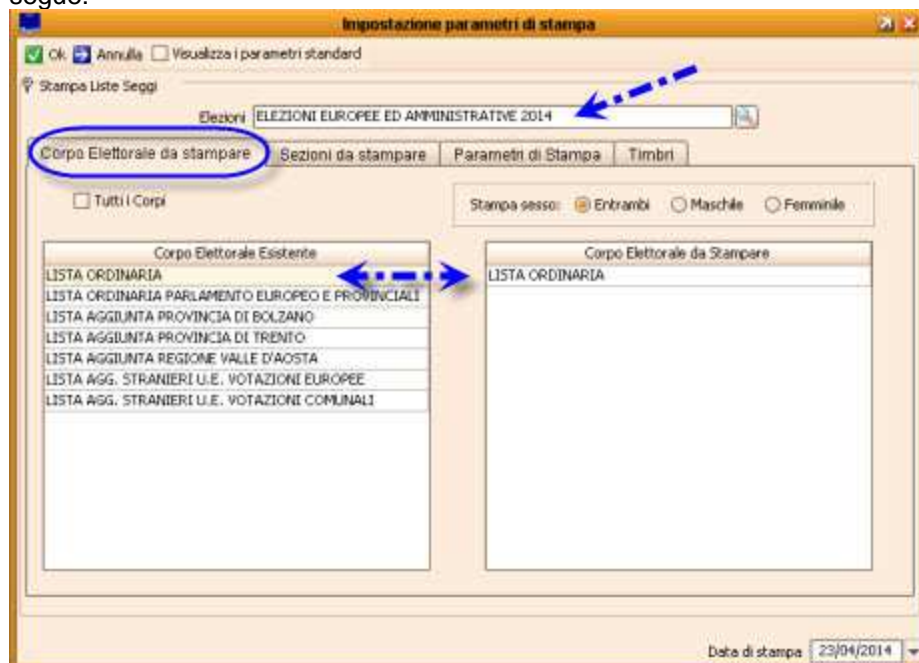 segue:
Impostazione parametri di stampa
Ok Annulla Visualizza i parametri standard
Stampa Liste Seggi
Elezioni ELEZIONI EUROPEE ED AMMINISTRATIVE 2014
Corpo Elettorale da stampare Sezioni da stampare Parametri di Stampa Timbri
Tutti i Corpi Stampa sesso: Entrambi Maschile Femminile
Corpo Elettorale Esistente Corpo Elettorale da Stampare
LISTA ORDINARIA LISTA ORDINARIA
LISTA ORDINARIA PARLAMENTO EUROPEO E PROVINCIALI
LISTA AGGIUNTA PROVINCIA DI BOLZANO
LISTA AGGIUNTA PROVINCIA DI TRENTO
LISTA AGGIUNTA REGIONE VALLE D'AOSTA
LISTA AGG. STRANIERI U.E. VOTAZIONI EUROPEE
LISTA AGG. STRANIERI U.E. VOTAZIONI COMUNALI
Data di stampa 23/04/2014